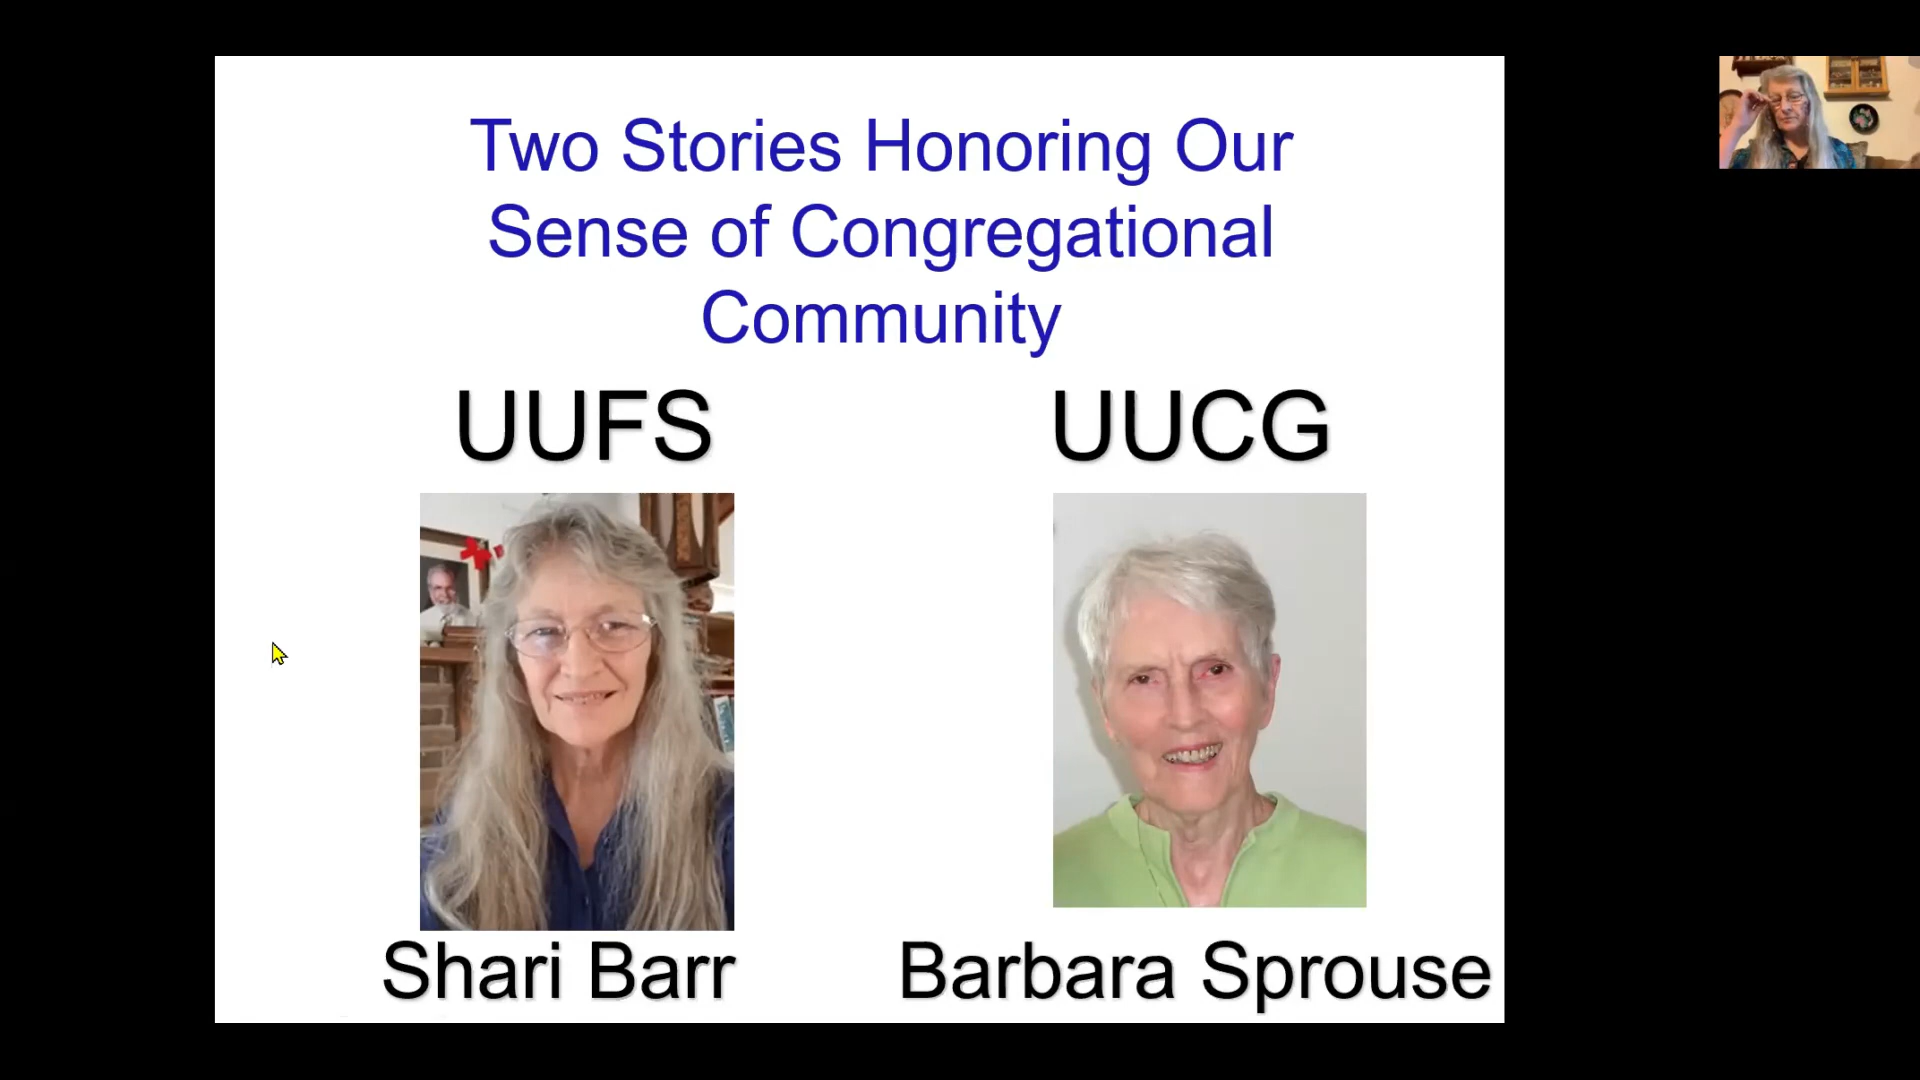 Two Stories Honoring Our
Sense of Congregational
Community
UUFS
UUCG
Shari Barr
Barbara Sprouse